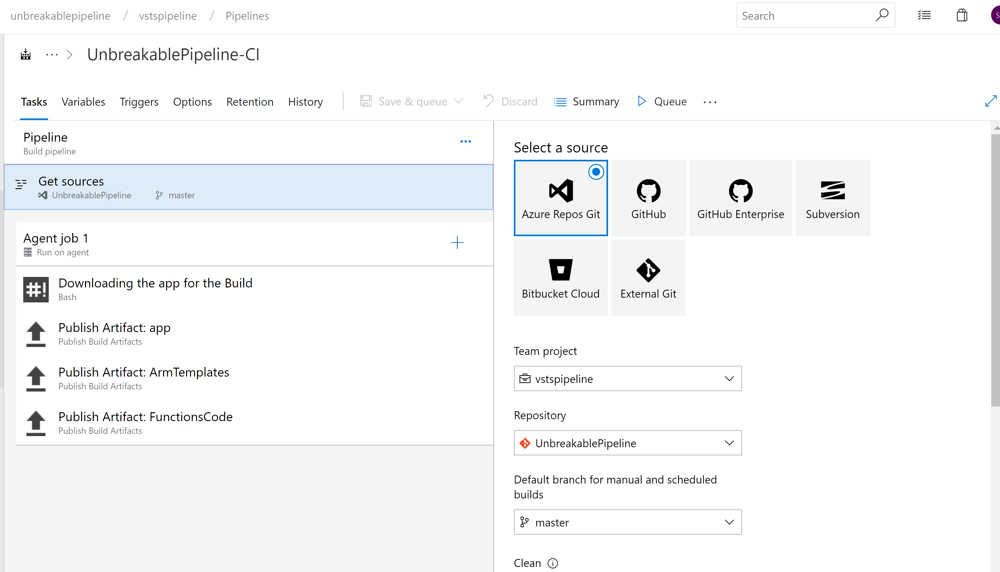 unbreakablepipeline / vstspipeline / Pipelines
Search
S
... > UnbreakablePipeline-CI
Tasks Variables Triggers Options Retention History Save & queue Discard Summary Queue ...
Pipeline
Build pipeline
...
Get sources
UnbreakablePipeline master
Agent job 1
Run on agent
#! Downloading the app for the Build
Bash
Publish Artifact: app
Publish Build Artifacts
Publish Artifact: ArmTemplates
Publish Build Artifacts
Publish Artifact: FunctionsCode
Publish Build Artifacts
Select a source
Azure Repos Git
GitHub
GitHub Enterprise
Subversion
Bitbucket Cloud
External Git
Team project
vstspipeline
Repository
UnbreakablePipeline
Default branch for manual and scheduled
builds
master
Clean